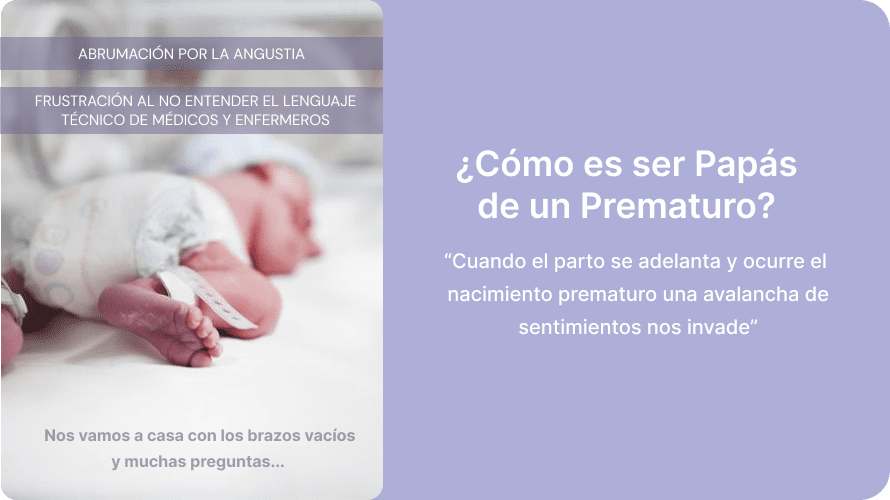 ABRUMACIÓN POR LA ANGUSTIA
FRUSTRACIÓN AL NO ENTENDER EL LENGUAJE
TÉCNICO DE MÉDICOS Y ENFERMEROS
Nos vamos a casa con los brazos vacíos
y muchas preguntas...
¿Cómo es ser Papás
de un Prematuro?
“Cuando el parto se adelanta y ocurre el
nacimiento prematuro una avalancha de
sentimientos nos invade”